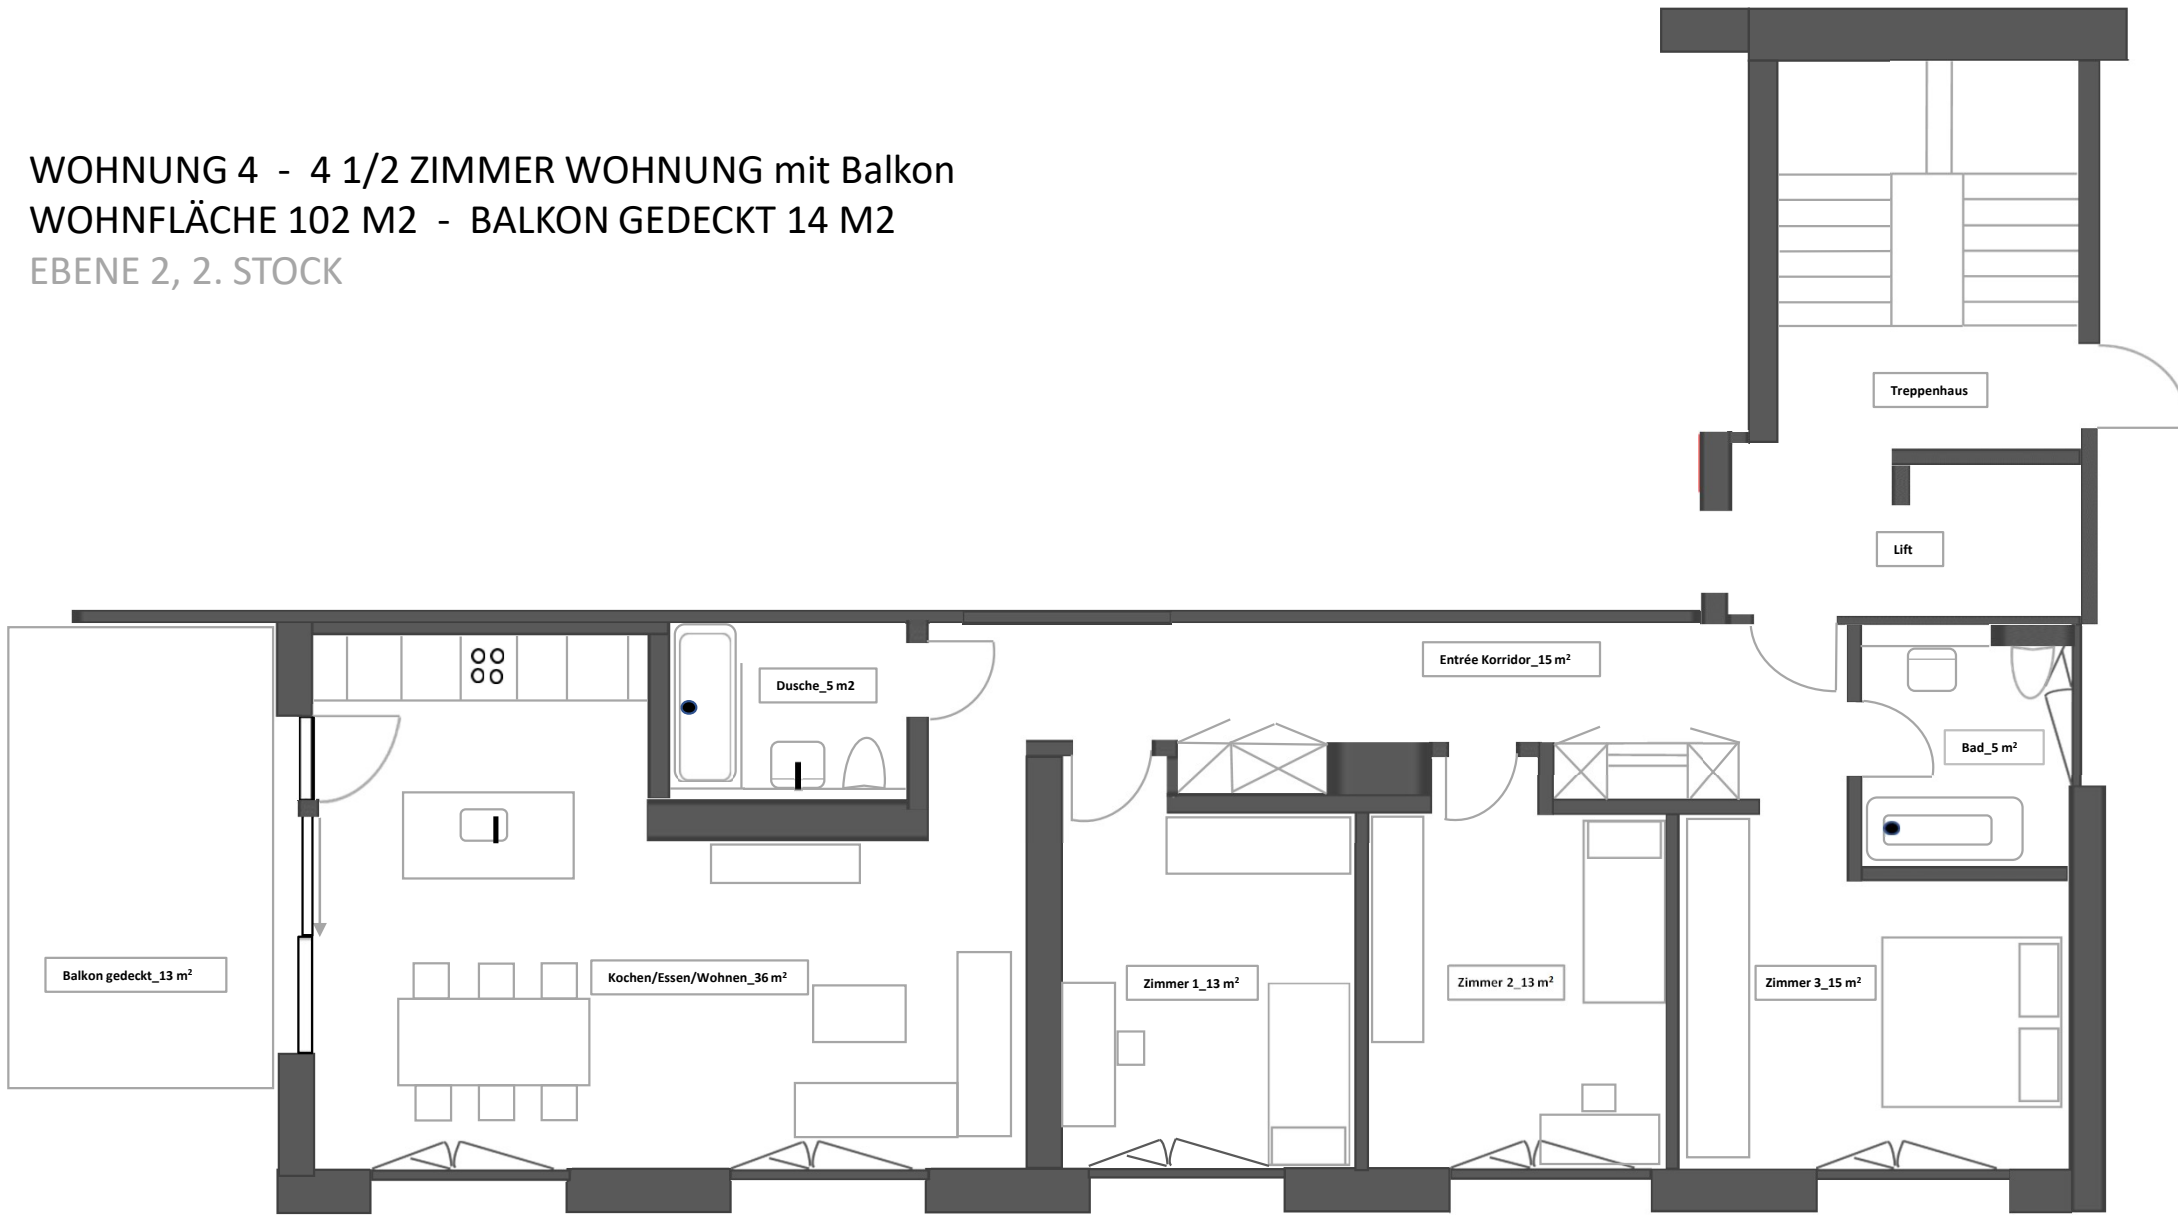 WOHNUNG 4 - 4 1/2 ZIMMER WOHNUNG mit Balkon
WOHNFLÄCHE 102 M2 - BALKON GEDECKT 14 M2
EBENE 2, 2. STOCK
Treppenhaus
Lift
Entrée Korridor_15 m²
Dusche_5 m2
Bad_5 m²
Balkon gedeckt_13 m²
Kochen/Essen/Wohnen_36 m²
Zimmer 1_13 m²
Zimmer 2_13 m²
Zimmer 3_15 m²